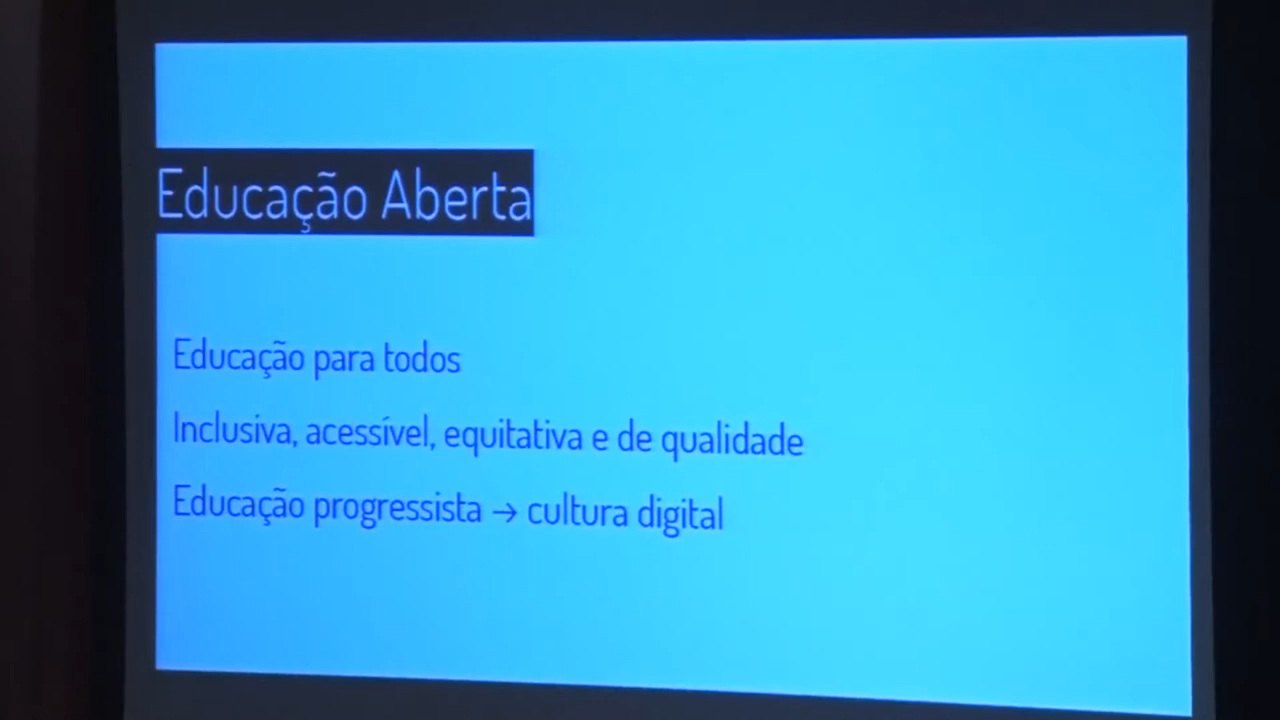 Educação Aberta
Educação para todos
Inclusiva, acessível, equitativa e de qualidade
Educação progressista → cultura digital